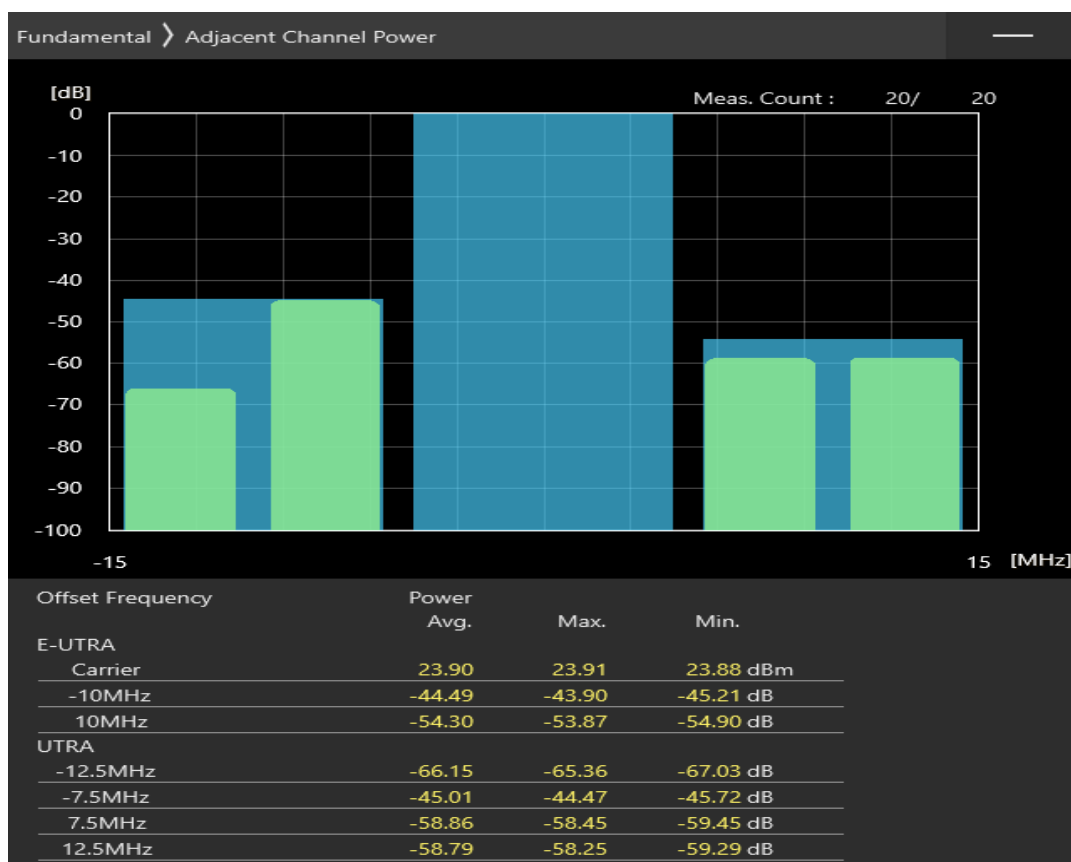 Fundamental 〉 Adjacent Channel Power
[dB]
Meas. Count : 20/ 20
0
-10
-20
-30
-40
-50
-60
-70
-80
-90
-100
-15 15 [MHz]
Offset Frequency Power
Avg. Max. Min.
E-UTRA
Carrier 23.90 23.91 23.88 dBm
-10MHz -44.49 -43.90 -45.21 dB
10MHz -54.30 -53.87 -54.90 dB
UTRA
-12.5MHz -66.15 -65.36 -67.03 dB
-7.5MHz -45.01 -44.47 -45.72 dB
7.5MHz -58.86 -58.45 -59.45 dB
12.5MHz -58.79 -58.25 -59.29 dB